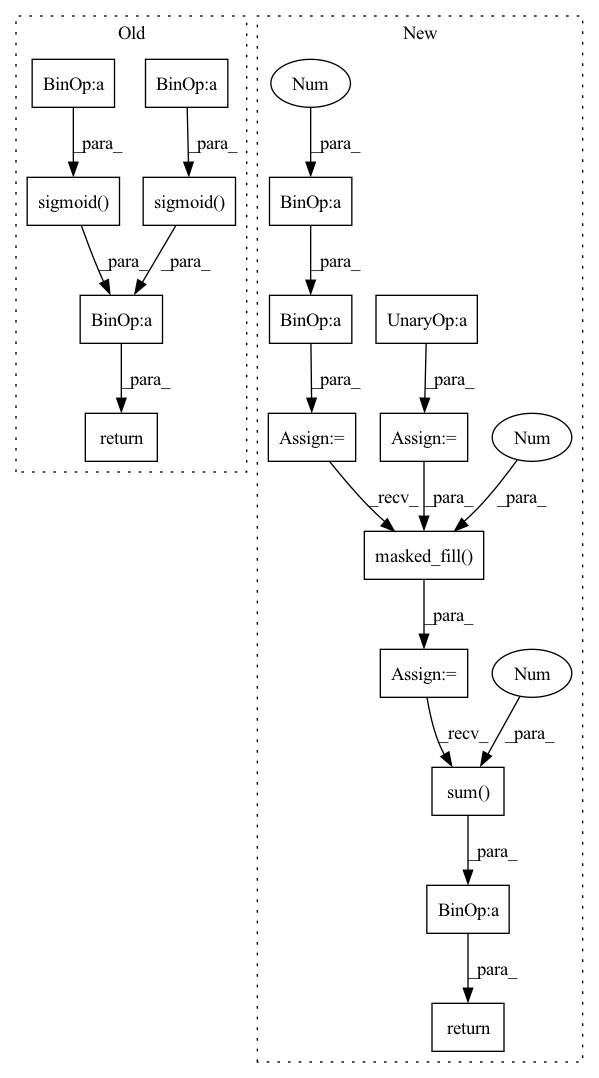 Old
New
BinOp:a
BinOp:a
Num
_para_
_para_
_para_
sigmoid()
sigmoid()
BinOp:a
_para_
_para_
_para_
BinOp:a
BinOp:a
UnaryOp:a
_para_
_para_
_para_
return
Assign:=
Assign:=
Num
_recv_
_para_
_para_
masked_fill()
_para_
Assign:=
Num
_recv_
_para_
sum()
_para_
BinOp:a
_para_
return